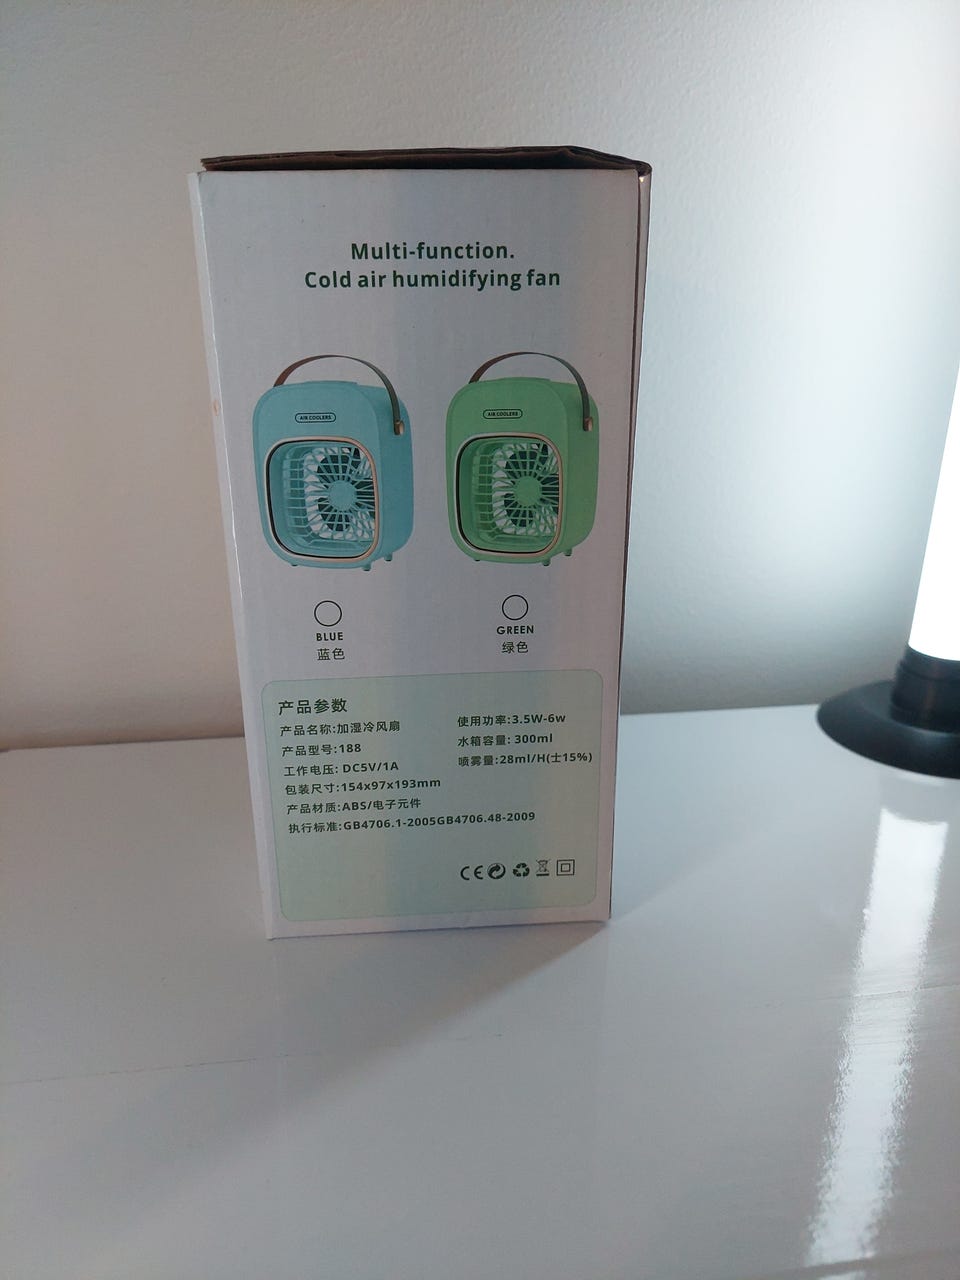 Multi-function.
Cold air humidifying fan
AIR COOLERS
AIR COOLERS
BLUE
蓝色
GREEN
绿色
产品参数
产品名称:加湿冷风扇
产品型号:188
工作电压: DC5V/1A
包装尺寸:154x97x193mm
产品材质:ABS/电子元件
执行标准:GB4706.1-2005GB4706.48-2009
使用功率:3.5W-6w
水箱容量: 300ml
喷雾量:28ml/H(士15%)
CE